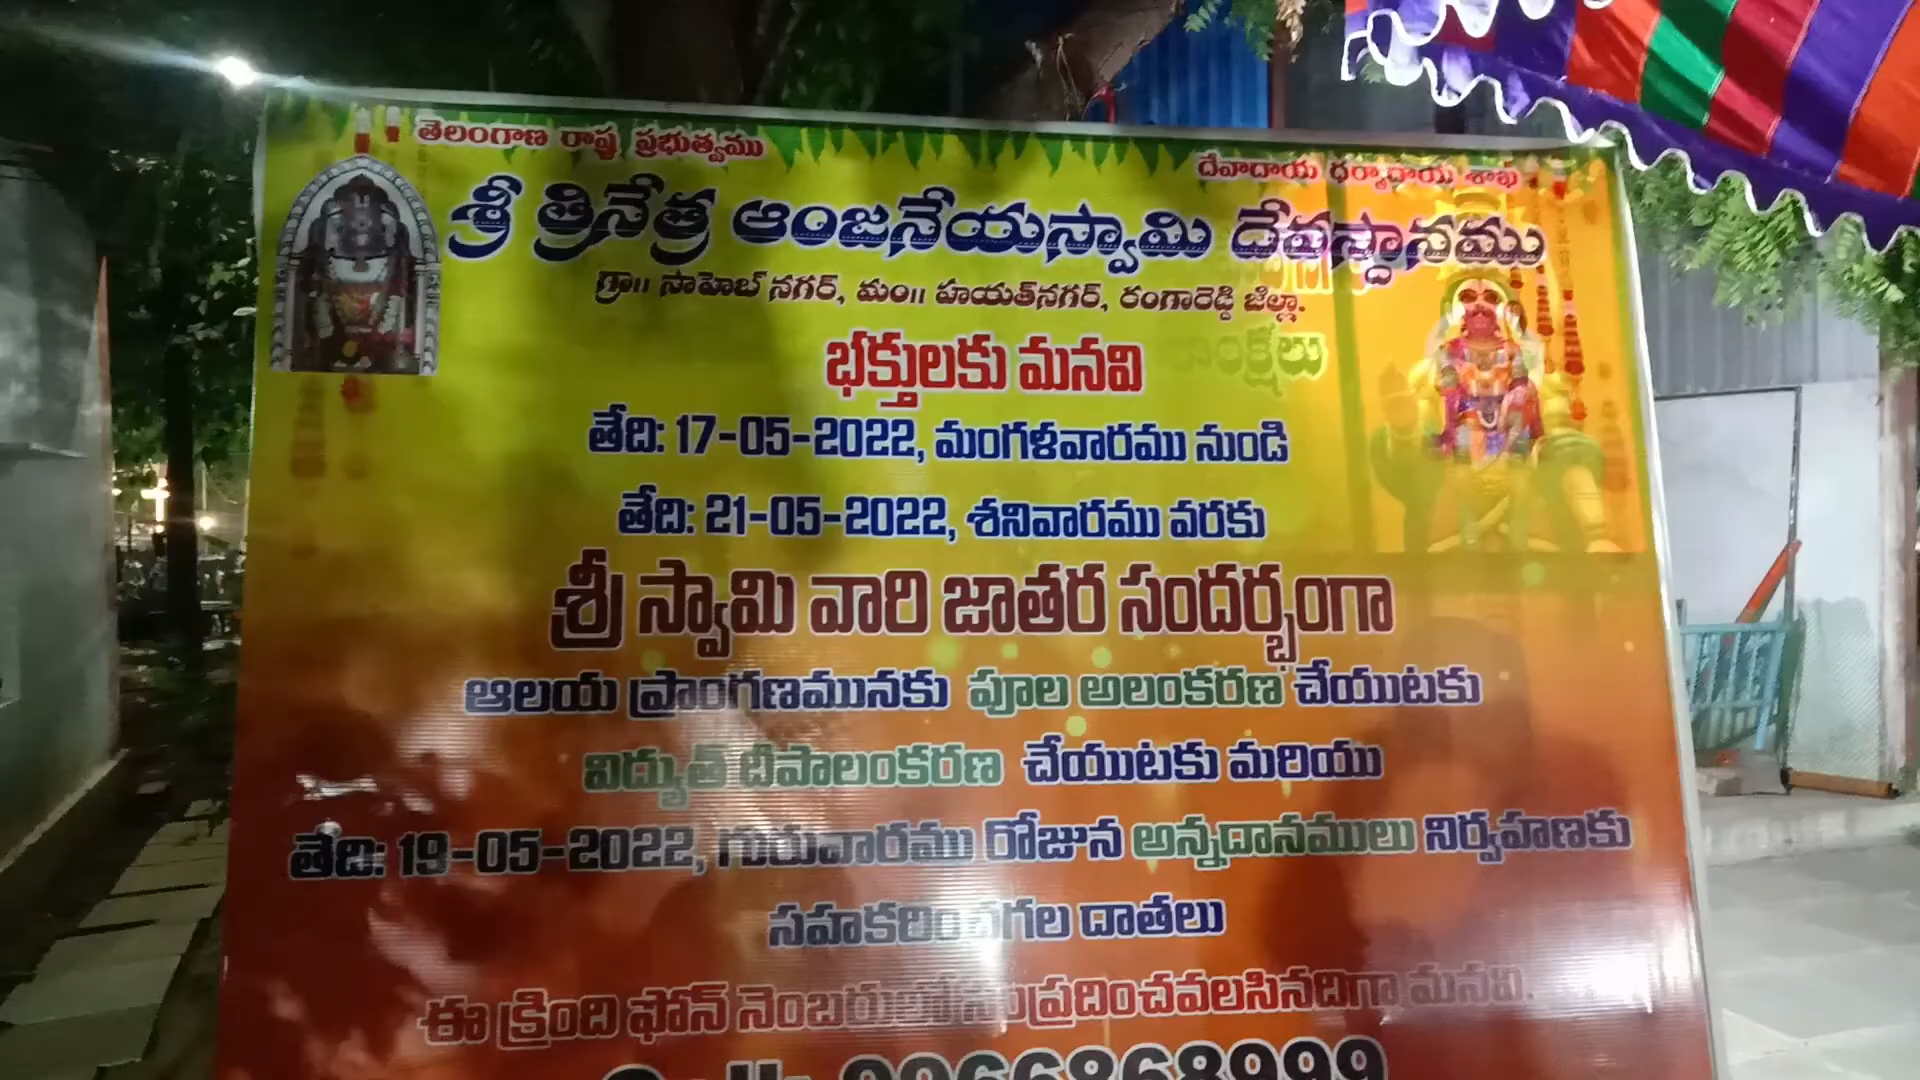 తెలంగాణ రాష్ట్ర ప్రభుత్వము
దేవాదాయ ధర్మాదాయ శాఖ
శ్రీ త్రినేత్ర ఆంజనేయస్వామి దేవస్థానము
గ్రా॥ సాహెబ్ నగర్, మం॥ హయత్‌నగర్, రంగారెడ్డి జిల్లా.
భక్తులకు మనవి
తేది: 17-05-2022, మంగళవారము నుండి
తేది: 21-05-2022, శనివారము వరకు
శ్రీ స్వామి వారి జాతర సందర్భంగా
ఆలయ ప్రాంగణమునకు పూల అలంకరణ చేయుటకు
విద్యుత్ దీపాలంకరణ చేయుటకు మరియు
తేది: 19-05-2022, గురువారము రోజున అన్నదానములు నిర్వహణకు
సహకరించగల దాతలు
ఈ క్రింది ఫోన్ నెంబరులో సంప్రదించవలసినదిగా మనవి.